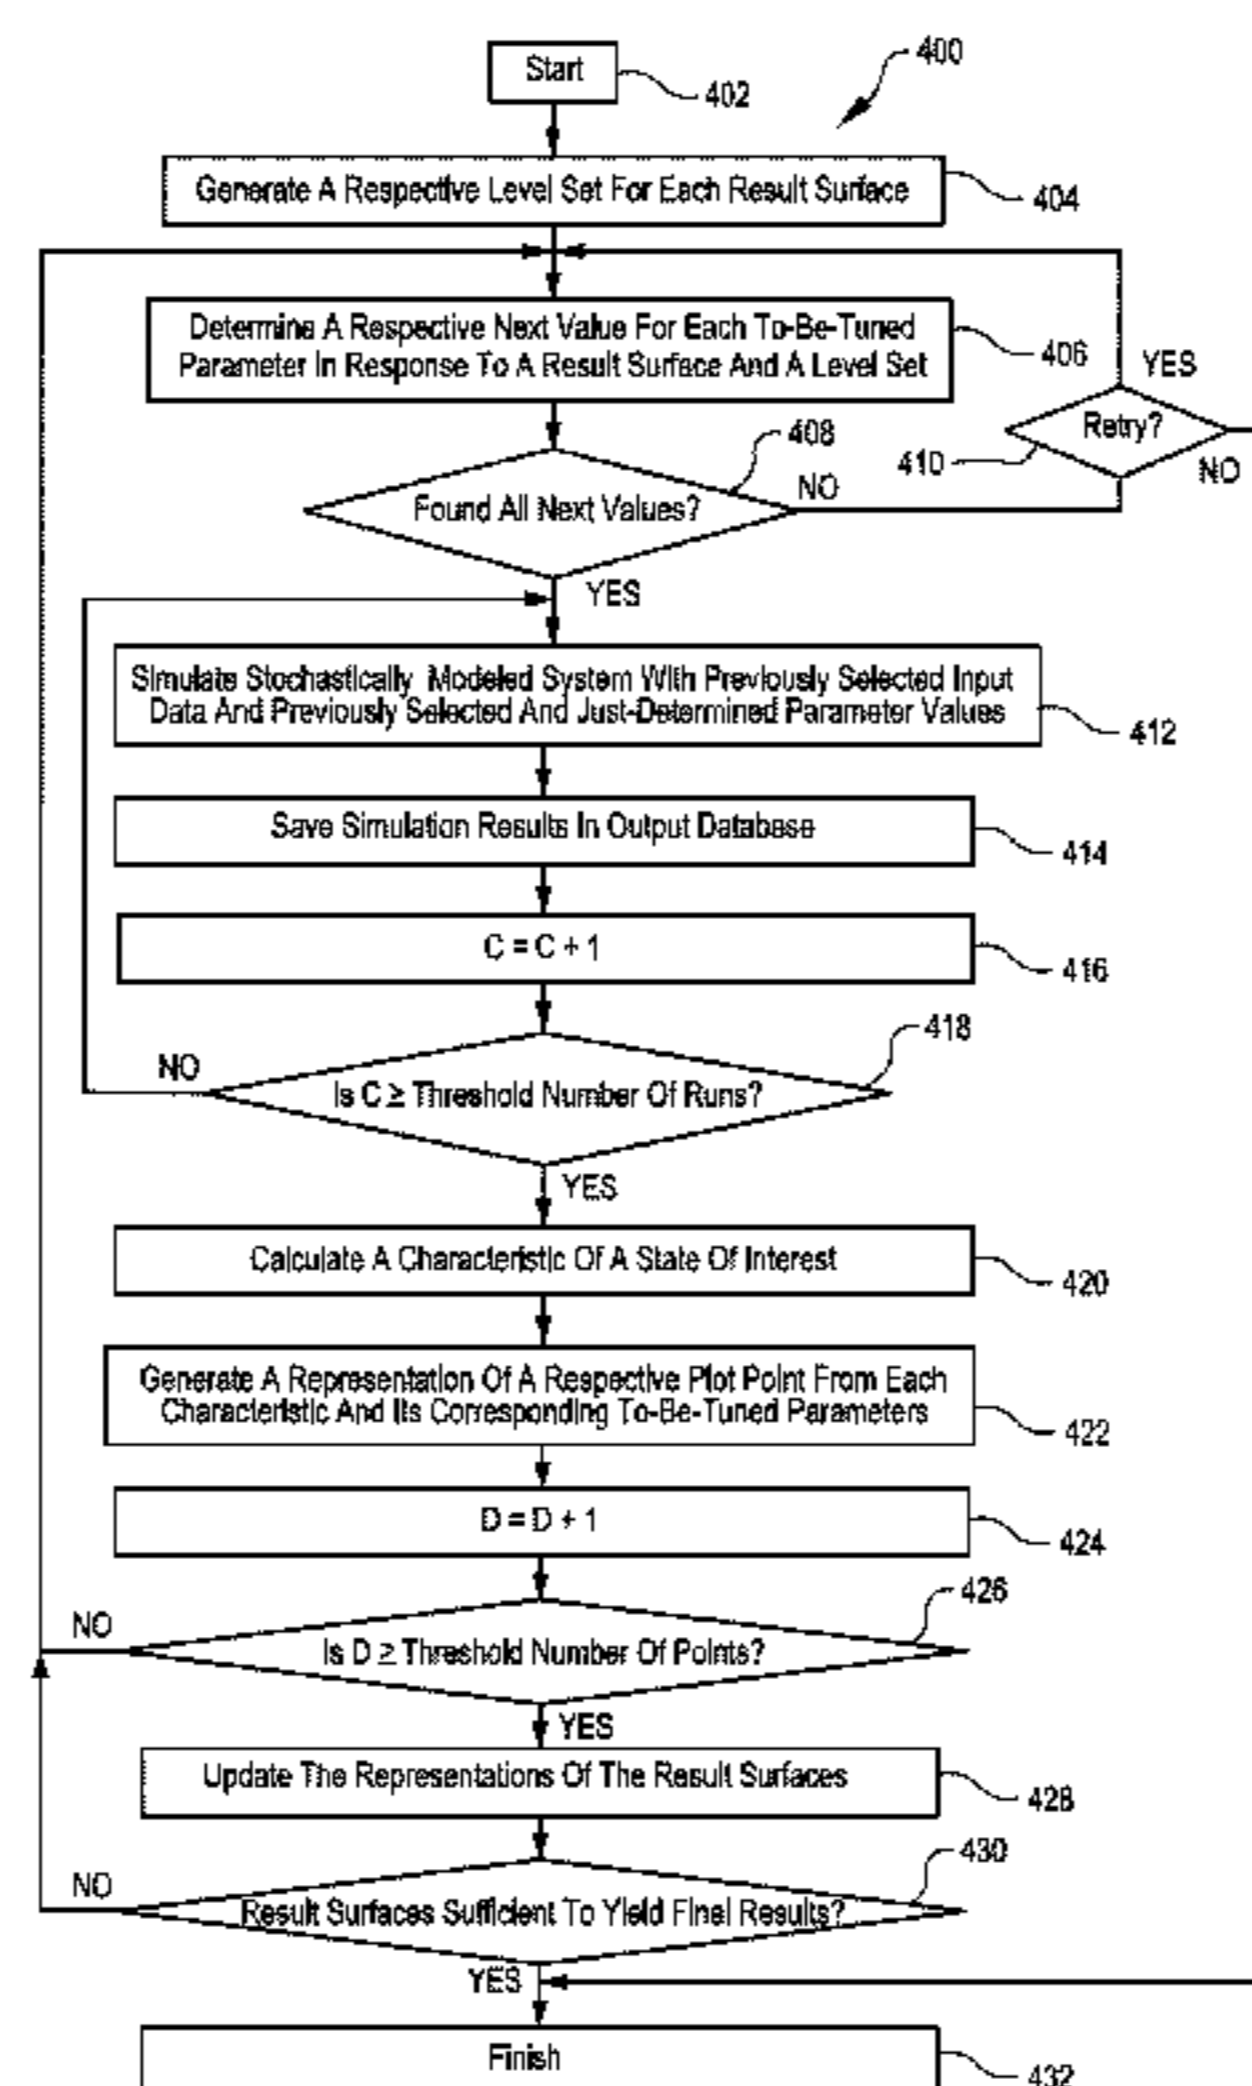 400
Start
402
Generate A Respective Level Set For Each Result Surface
404
Determine A Respective Next Value For Each To-Be-Tuned
Parameter In Response To A Result Surface And A Level Set
406
YES
Retry?
410
NO
408
Found All Next Values?
NO
YES
Simulate Stochastically Modeled System With Previously Selected Input
Data And Previously Selected And Just-Determined Parameter Values
412
Save Simulation Results In Output Database
414
C = C + 1
416
418
NO
Is C ≥ Threshold Number Of Runs?
YES
Calculate A Characteristic Of A State Of Interest
420
Generate A Representation Of A Respective Plot Point From Each
Characteristic And Its Corresponding To-Be-Tuned Parameters
422
D = D + 1
424
426
NO
Is D ≥ Threshold Number Of Points?
YES
Update The Representations Of The Result Surfaces
428
430
NO
Result Surfaces Sufficient To Yield Final Results?
YES
Finish
432